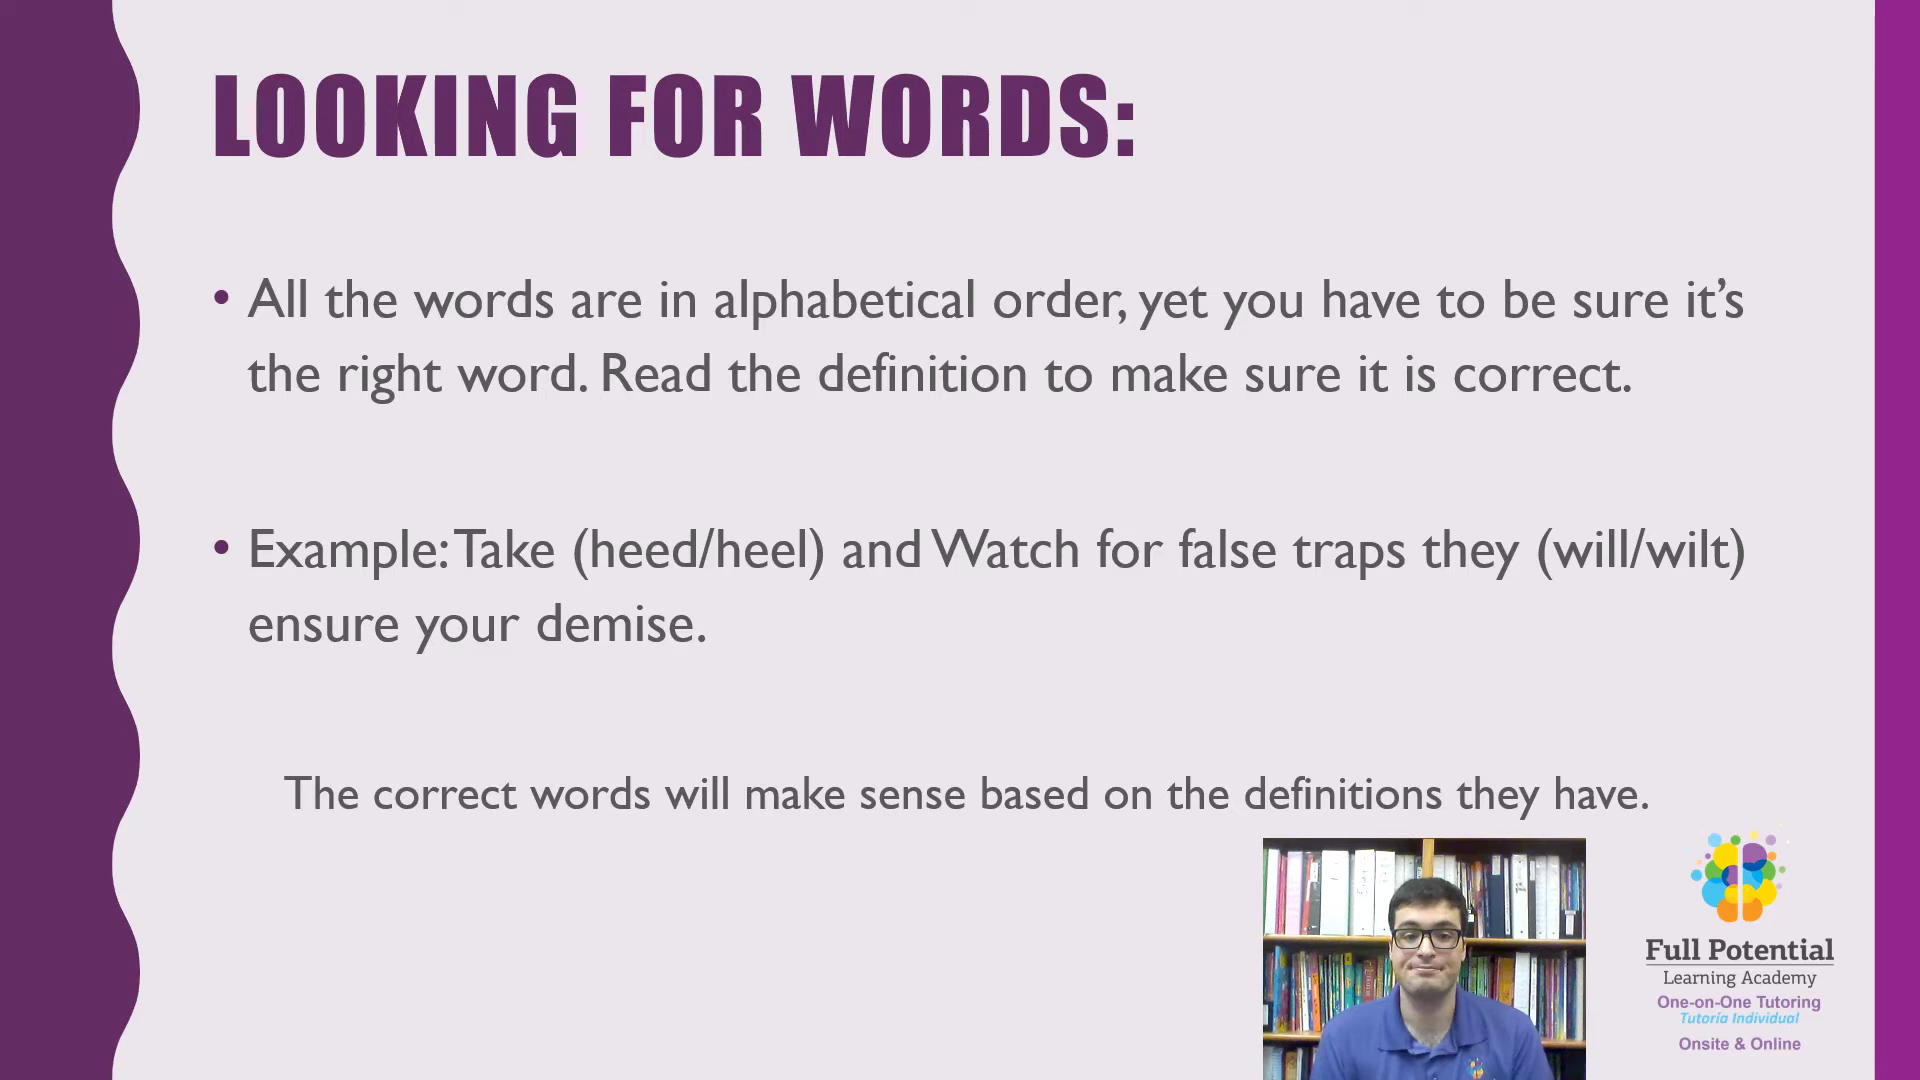 LOOKING FOR WORDS:
• All the words are in alphabetical order, yet you have to be sure it’s
the right word. Read the definition to make sure it is correct.
• Example: Take (heed/heel) and Watch for false traps they (will/wilt)
ensure your demise.
The correct words will make sense based on the definitions they have.
Full Potential
Learning Academy
One-on-One Tutoring
Tutoría Individual
Onsite & Online